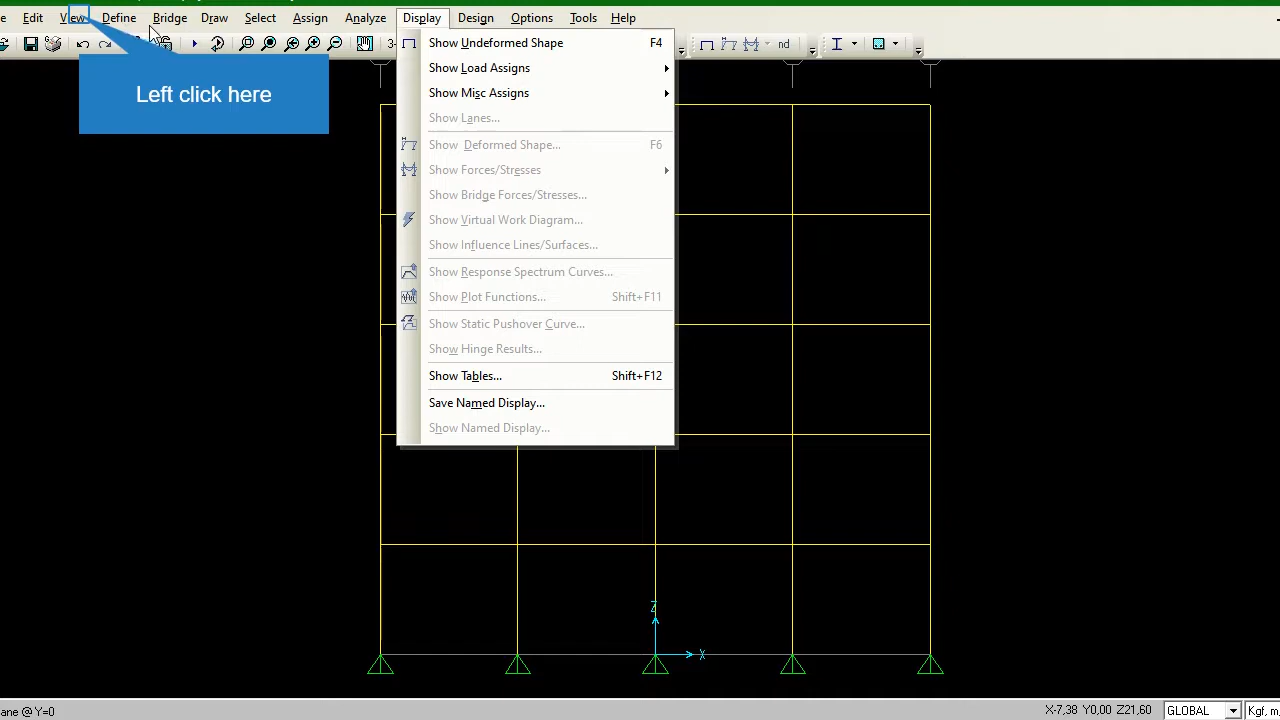 e Edit View Define Bridge Draw Select Assign Analyze Display Design Options Tools Help
3- nd
Left click here
Show Undeformed Shape F4
Show Load Assigns
Show Misc Assigns
Show Lanes...
Show Deformed Shape... F6
Show Forces/Stresses
Show Bridge Forces/Stresses...
Show Virtual Work Diagram...
Show Influence Lines/Surfaces...
Show Response Spectrum Curves...
Show Plot Functions... Shift+F11
Show Static Pushover Curve...
Show Hinge Results...
Show Tables... Shift+F12
Save Named Display...
Show Named Display...
Z
X
ane @ Y=0 X-7,38 Y0,00 Z21,60 GLOBAL Kgf, m